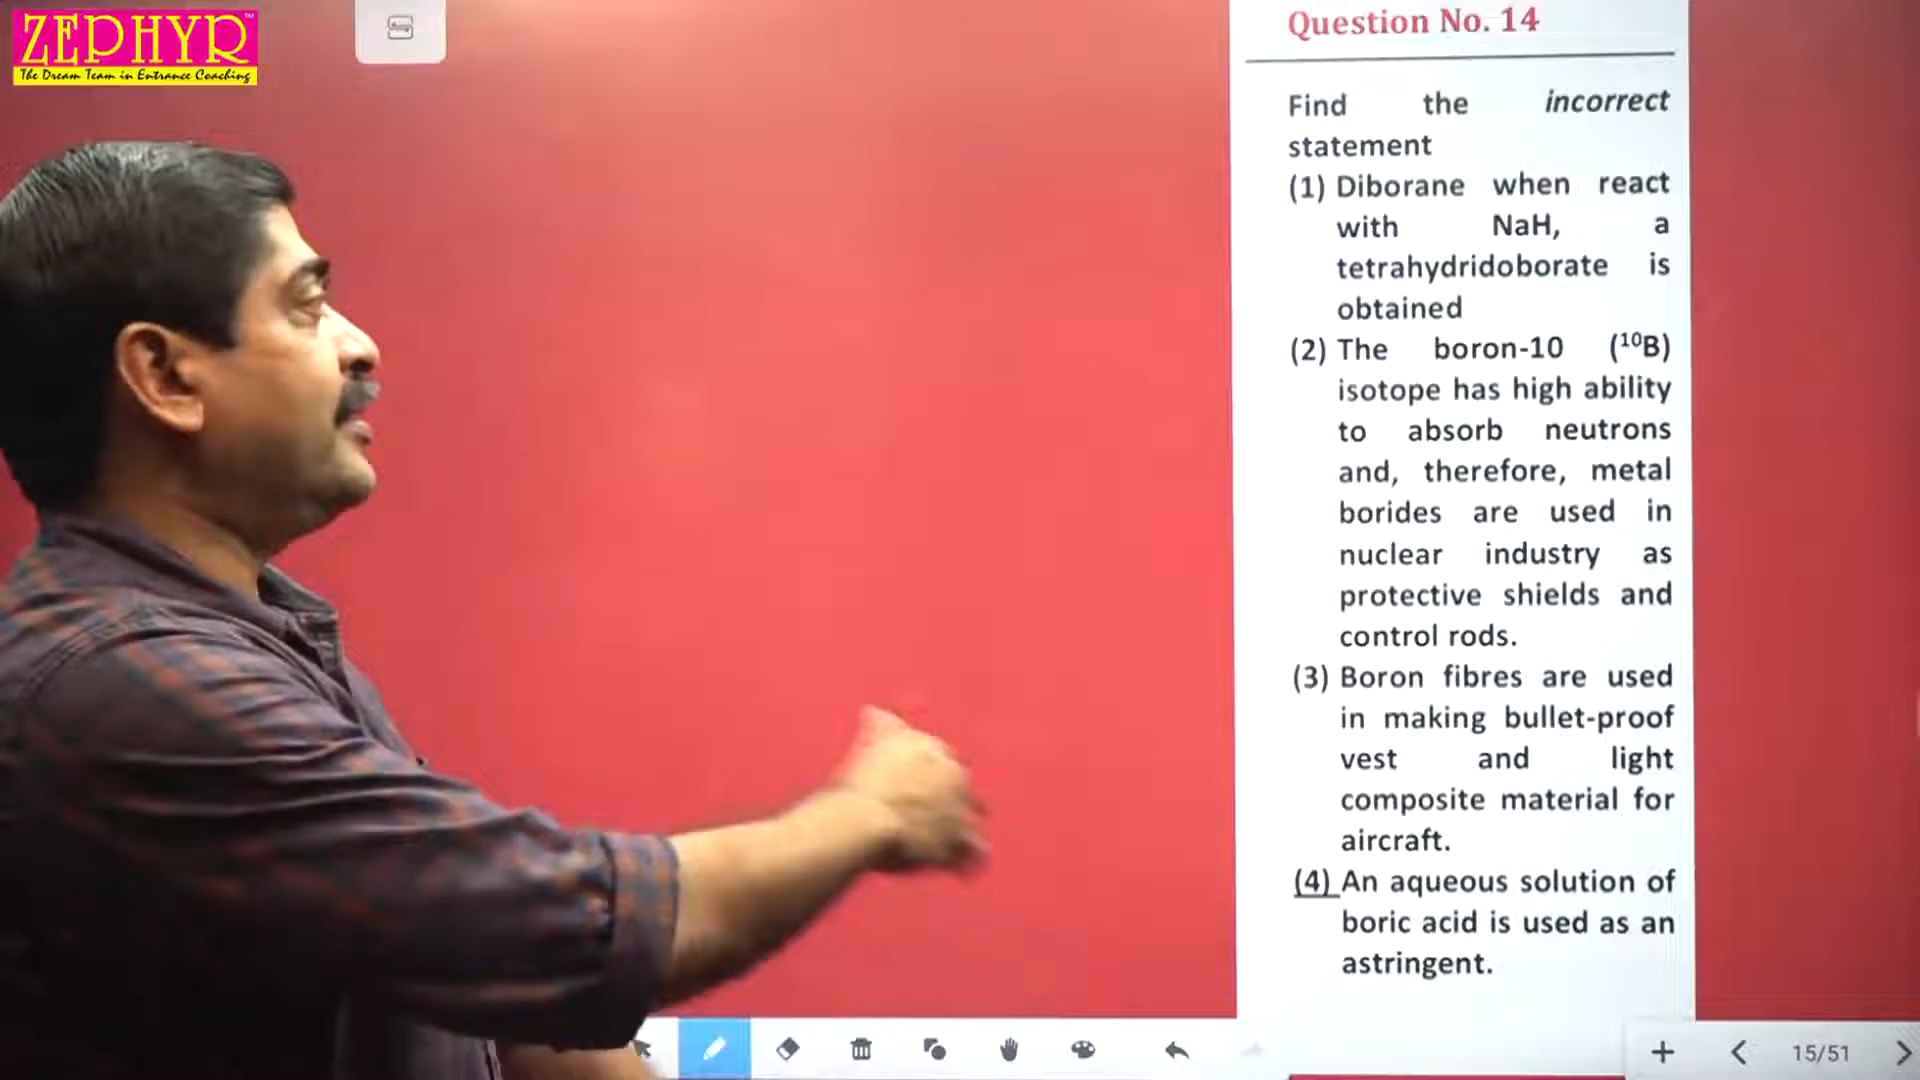 ZEPHYR™
The Dream Team in Entrance Coaching
Question No. 14
Find the incorrect
statement
(1) Diborane when react
with NaH, a
tetrahydridoborate is
obtained
(2) The boron-10 (¹⁰B)
isotope has high ability
to absorb neutrons
and, therefore, metal
borides are used in
nuclear industry as
protective shields and
control rods.
(3) Boron fibres are used
in making bullet-proof
vest and light
composite material for
aircraft.
(4) An aqueous solution of
boric acid is used as an
astringent.
15/51